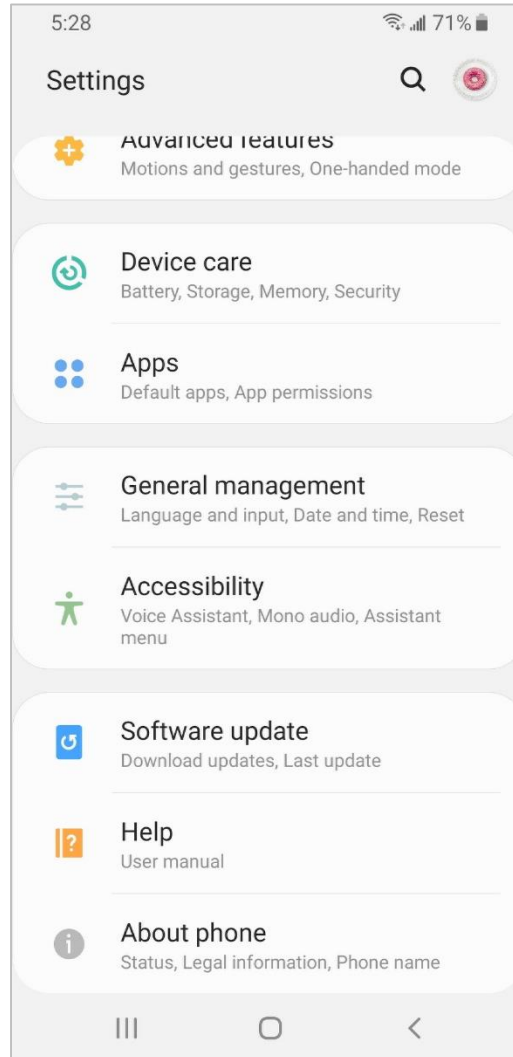 5:28 71%
Settings
Advanced features
Motions and gestures, One-handed mode
Device care
Battery, Storage, Memory, Security
Apps
Default apps, App permissions
General management
Language and input, Date and time, Reset
Accessibility
Voice Assistant, Mono audio, Assistant
menu
Software update
Download updates, Last update
Help
User manual
About phone
Status, Legal information, Phone name